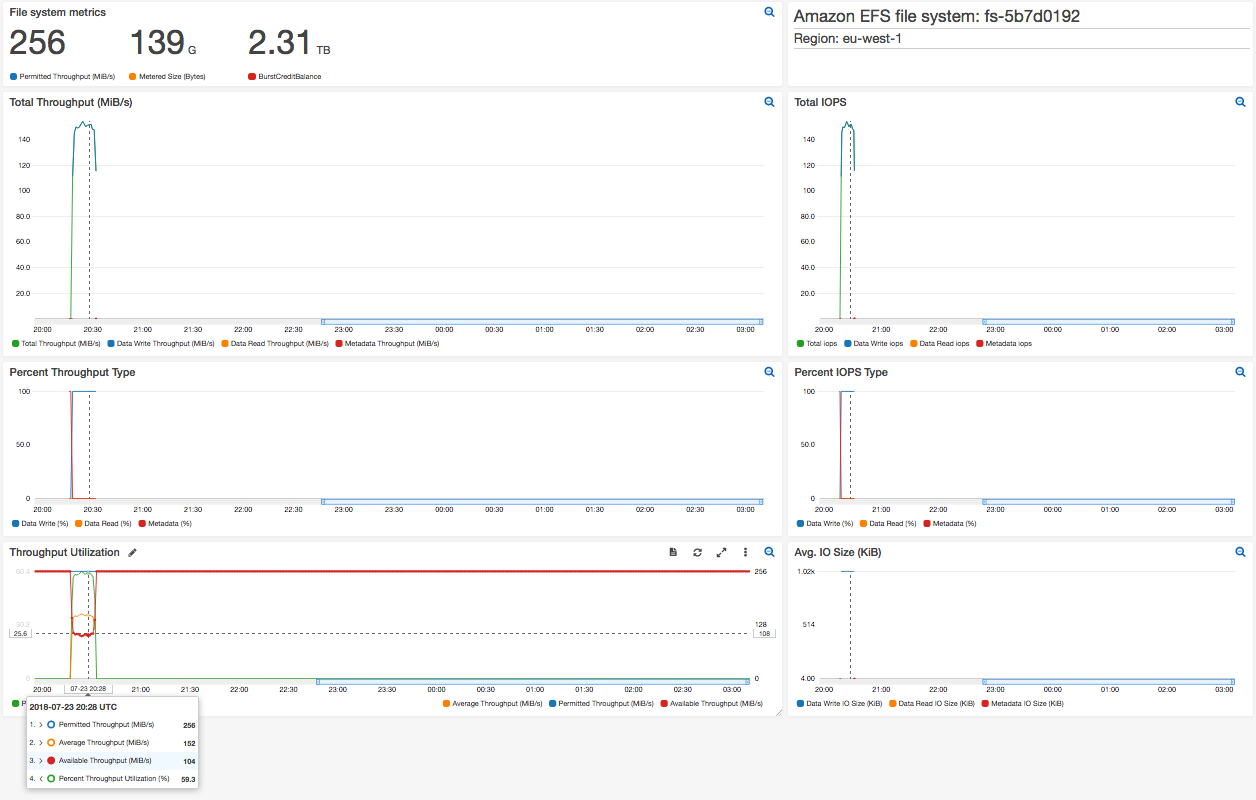 File system metrics
256 139 G 2.31 TB
Permitted Throughput (MiB/s) Metered Size (Bytes) BurstCreditBalance
Amazon EFS file system: fs-5b7d0192
Region: eu-west-1
Total Throughput (MiB/s)
140
120
100
80.0
60.0
40.0
20.0
20:00 20:30 21:00 21:30 22:00 22:30 23:00 23:30 00:00 00:30 01:00 01:30 02:00 02:30 03:00
Total Throughput (MiB/s) Data Write Throughput (MiB/s) Data Read Throughput (MiB/s) Metadata Throughput (MiB/s)
Total IOPS
140
120
100
80.0
60.0
40.0
20.0
20:00 21:00 22:00 23:00 00:00 01:00 02:00 03:00
Total iops Data Write iops Data Read iops Metadata iops
Percent Throughput Type
100
50.0
0
20:00 20:30 21:00 21:30 22:00 22:30 23:00 23:30 00:00 00:30 01:00 01:30 02:00 02:30 03:00
Data Write (%) Data Read (%) Metadata (%)
Percent IOPS Type
100
50.0
0
20:00 21:00 22:00 23:00 00:00 01:00 02:00 03:00
Data Write (%) Data Read (%) Metadata (%)
Throughput Utilization
256
128
25.6 108
0 0
20:00 07-23 20:28 21:00 21:30 22:00 22:30 23:00 23:30 00:00 00:30 01:00 01:30 02:00 02:30 03:00
P Average Throughput (MiB/s) Permitted Throughput (MiB/s) Available Throughput (MiB/s)
2018-07-23 20:28 UTC
1. > Permitted Throughput (MiB/s) 256
2. > Average Throughput (MiB/s) 152
3. > Available Throughput (MiB/s) 104
4. < Percent Throughput Utilization (%) 59.3
Avg. IO Size (KiB)
1.02k
514
4.00
20:00 21:00 22:00 23:00 00:00 01:00 02:00 03:00
Data Write IO Size (KiB) Data Read IO Size (KiB) Metadata IO Size (KiB)